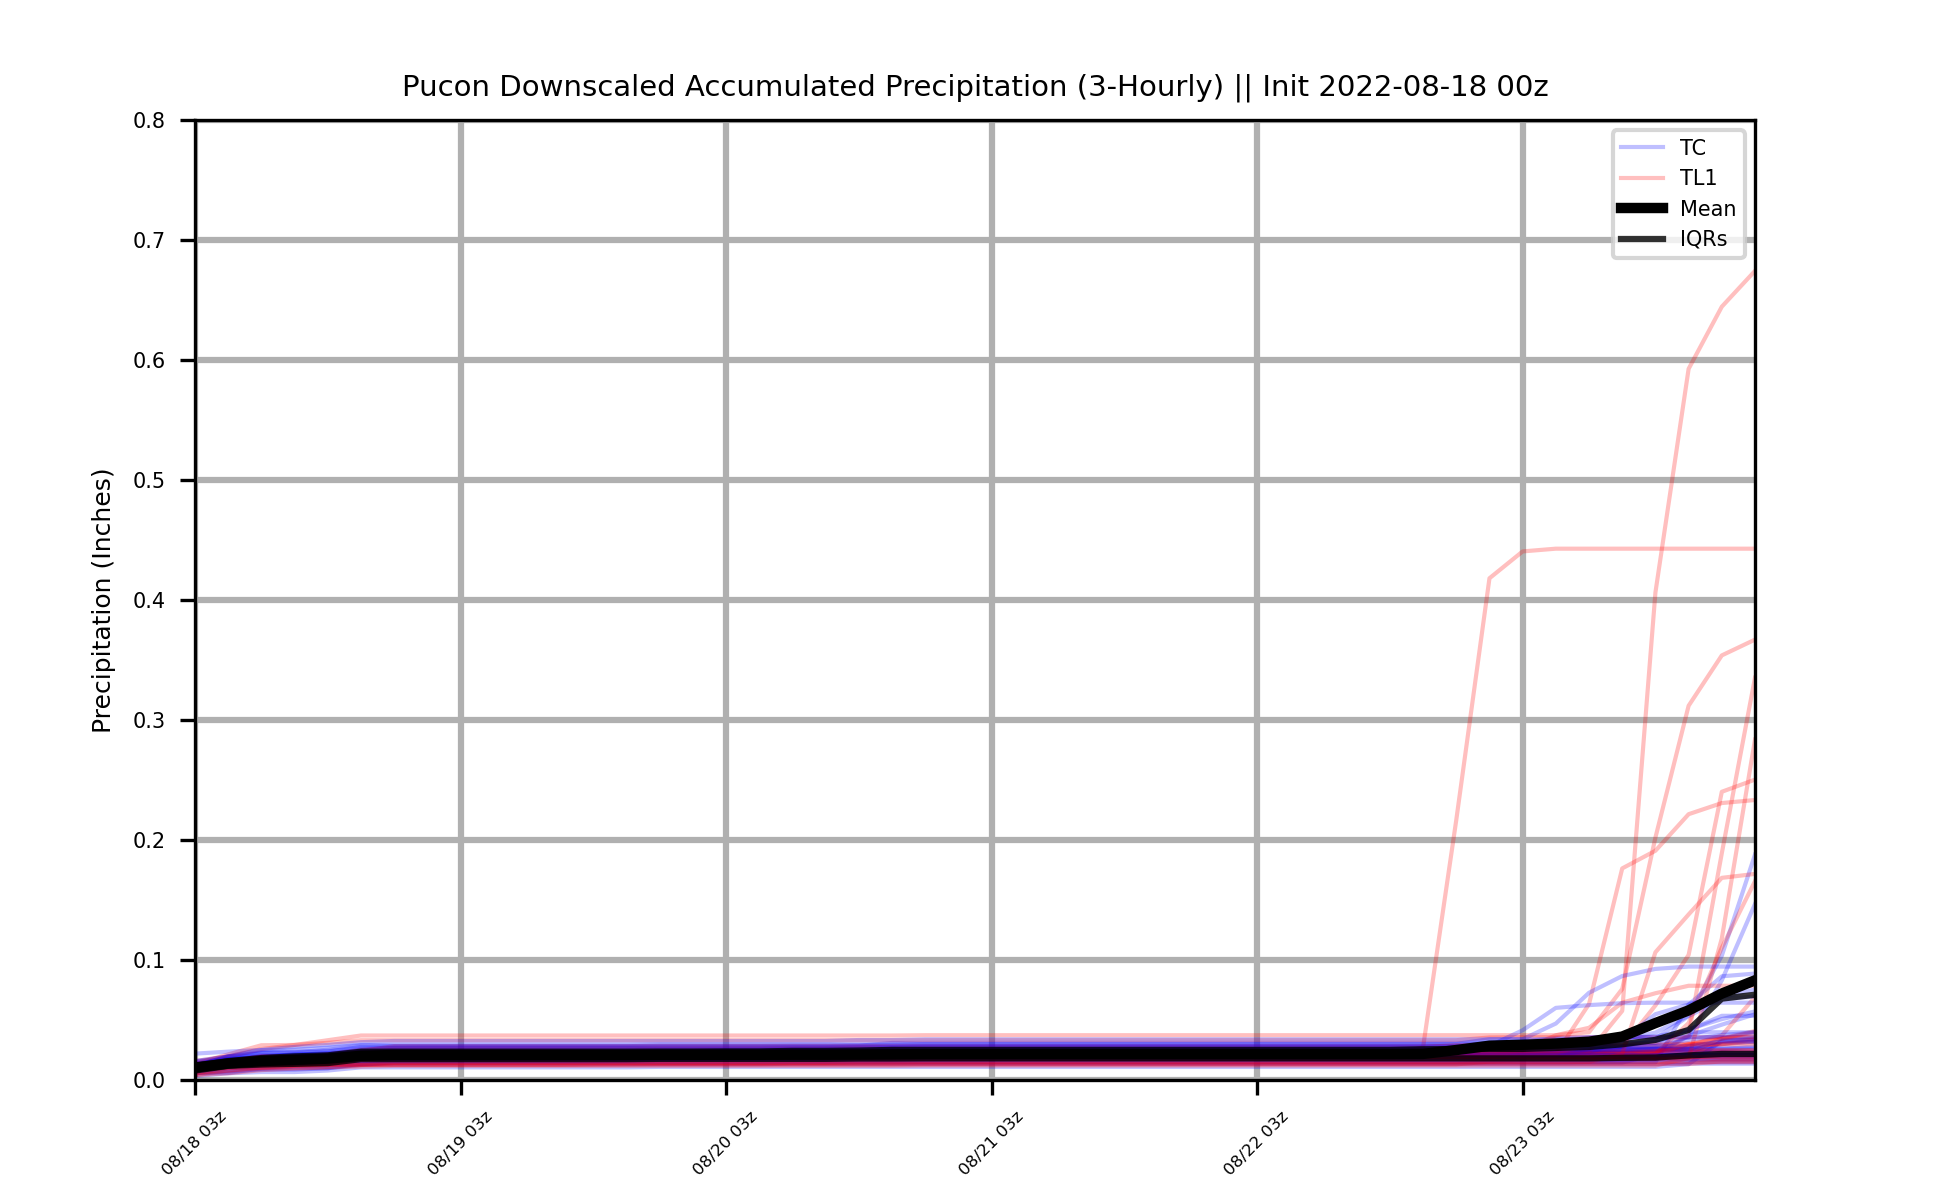 Pucon Downscaled Accumulated Precipitation (3-Hourly) || Init 2022-08-18 00z
TC
TL1
Mean
IQRs
Precipitation (Inches)
0.8
0.7
0.6
0.5
0.4
0.3
0.2
0.1
0.0
08/18 03z
08/19 03z
08/20 03z
08/21 03z
08/22 03z
08/23 03z